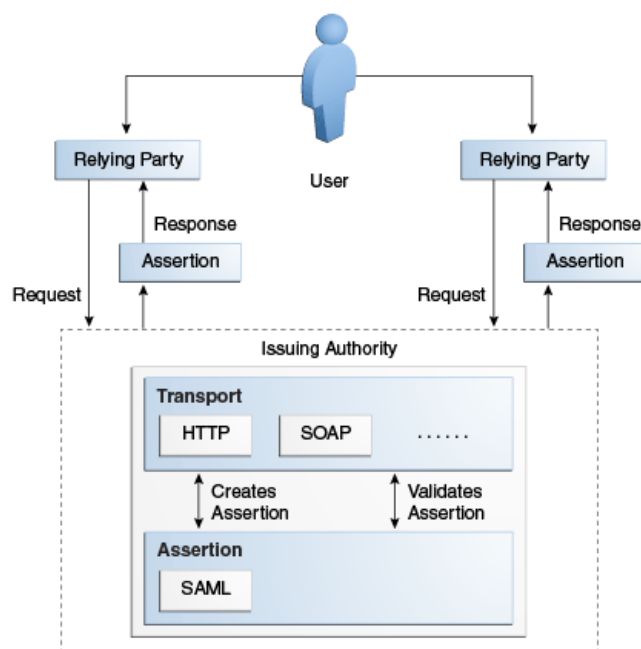 Relying Party
Relying Party
User
Response
Response
Assertion
Assertion
Request
Request
Issuing Authority
Transport
HTTP
SOAP
......
Creates
Assertion
Validates
Assertion
Assertion
SAML